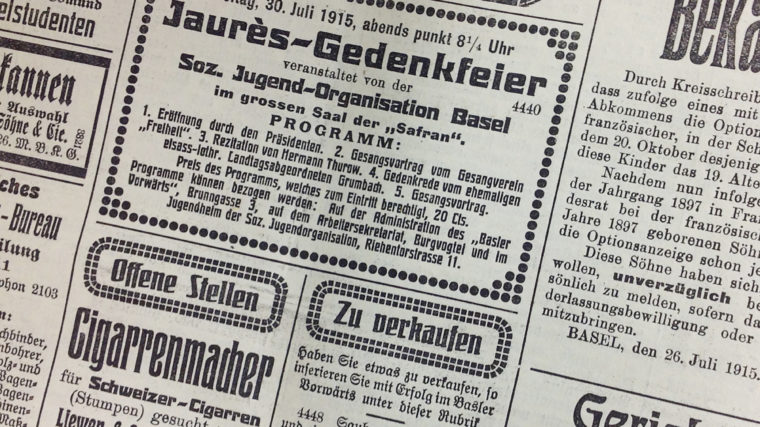 elstudenten
kannen
Auswahl
Söhne & Cie.
26. M. B. K. G.
3921
sches
-Bureau
eilung
1
ephon 2103
30. Juli 1915, abends punkt 8¼ Uhr
Jaurès-Gedenkfeier
veranstaltet von der
4440
Soz. Jugend-Organisation Basel
im grossen Saal der „Safran".
PROGRAMM:
1. Eröffnung durch den Präsidenten. 2. Gesangsvortrag vom Gesangverein
„Freiheit". 3. Rezitation von Hermann Thurow. 4. Gedenkrede vom ehemaligen
elsass-lothr. Landtagsabgeordneten Grumbach. 5. Gesangsvortrag.
Preis des Programms, welches zum Eintritt berechtigt, 20 Cts.
Programme können bezogen werden: Auf der Administration des „Basler
Vorwärts", Brunngasse 3, auf dem Arbeitersekretariat, Burgvogtei und im
Jugendheim der Soz. Jugendorganisation, Riehentorstrasse 11.
Offene Stellen
Cigarrenmacher
für Schweizer-Cigarren
(Stumpen) gesucht
Zu verkaufen
Haben Sie etwas zu verkaufen, so
inserieren Sie mit Erfolg im Basler
Vorwärts unter dieser Rubrik
4448
Beka
Durch Kreisschreib
dass zufolge eines mit
Abkommens die Option
französischer, in der Sch
dem 20. Oktober desjenig
diese Kinder das 19. Alte
Nachdem nun infolge
der Jahrgang 1897 in Fran
desrat bei der französisch
Jahre 1897 geborenen Söhn
die Optionsanzeige schon je
Diese Söhne haben sich
wollen, unverzüglich be
sönlich zu melden, sofern da
derlassungsbewilligung oder
mitzubringen.
BASEL, den 26. Juli 1915.